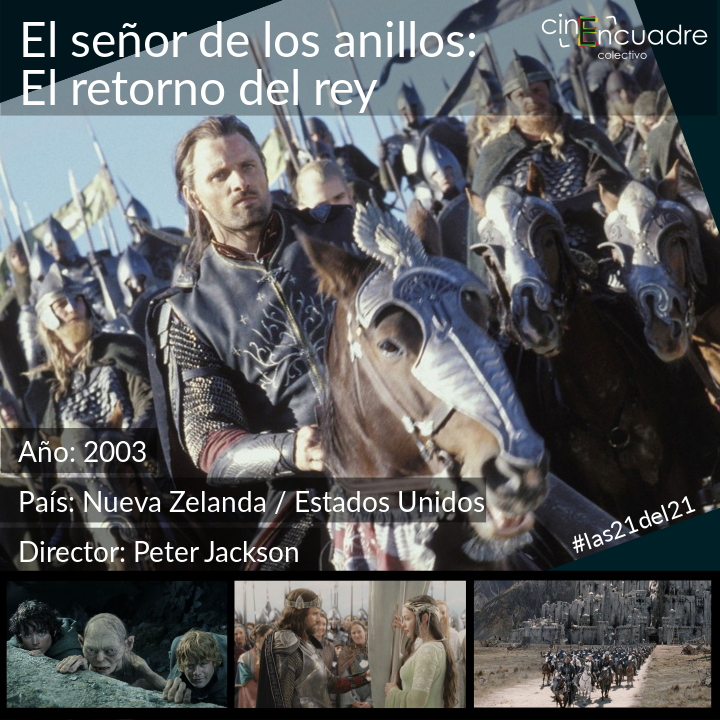 El señor de los anillos:
El retorno del rey
cinEncuadre
colectivo
Año: 2003
País: Nueva Zelanda / Estados Unidos
Director: Peter Jackson
#las21del21